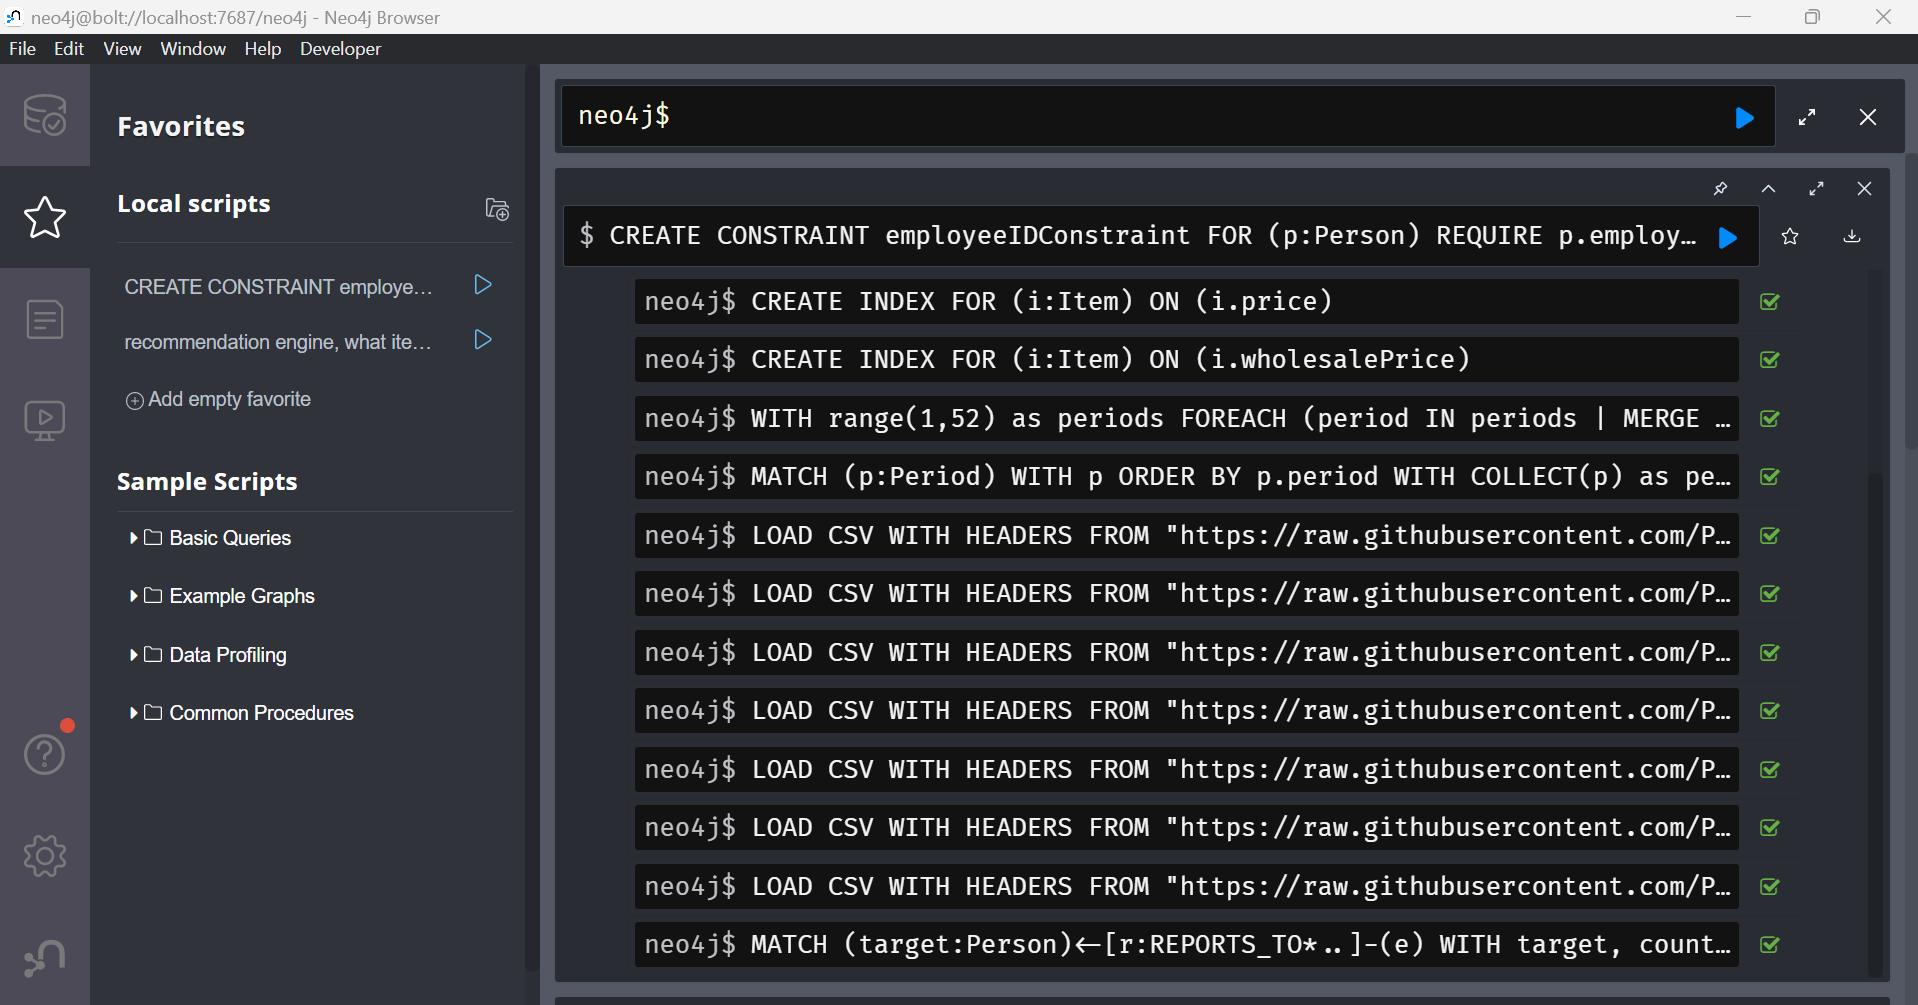 neo4j@bolt://localhost:7687/neo4j - Neo4j Browser
File Edit View Window Help Developer
Favorites
Local scripts
CREATE CONSTRAINT employe...
recommendation engine, what ite...
Add empty favorite
Sample Scripts
Basic Queries
Example Graphs
Data Profiling
Common Procedures
neo4j$
$ CREATE CONSTRAINT employeeIDConstraint FOR (p:Person) REQUIRE p.employ…
neo4j$ CREATE INDEX FOR (i:Item) ON (i.price)
neo4j$ CREATE INDEX FOR (i:Item) ON (i.wholesalePrice)
neo4j$ WITH range(1,52) as periods FOREACH (period IN periods | MERGE …
neo4j$ MATCH (p:Period) WITH p ORDER BY p.period WITH COLLECT(p) as pe…
neo4j$ LOAD CSV WITH HEADERS FROM "https://raw.githubusercontent.com/P…
neo4j$ LOAD CSV WITH HEADERS FROM "https://raw.githubusercontent.com/P…
neo4j$ LOAD CSV WITH HEADERS FROM "https://raw.githubusercontent.com/P…
neo4j$ LOAD CSV WITH HEADERS FROM "https://raw.githubusercontent.com/P…
neo4j$ LOAD CSV WITH HEADERS FROM "https://raw.githubusercontent.com/P…
neo4j$ LOAD CSV WITH HEADERS FROM "https://raw.githubusercontent.com/P…
neo4j$ LOAD CSV WITH HEADERS FROM "https://raw.githubusercontent.com/P…
neo4j$ MATCH (target:Person)<-[r:REPORTS_TO*..]-(e) WITH target, count…